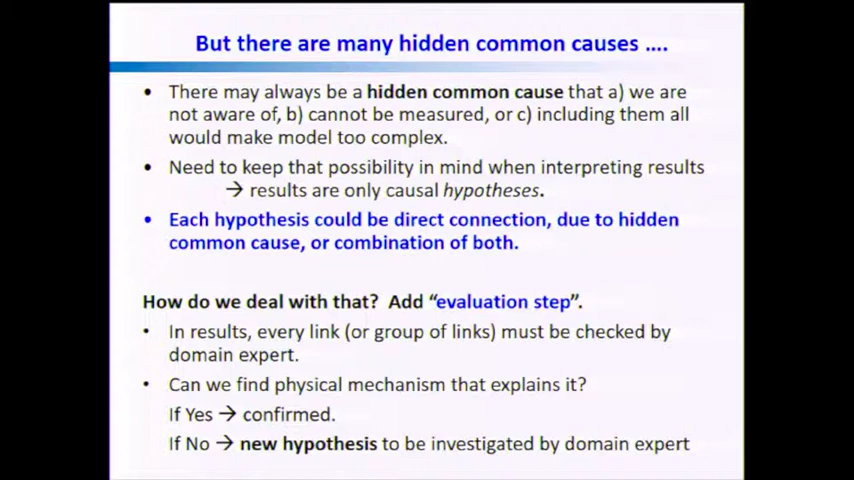 But there are many hidden common causes ....
• There may always be a hidden common cause that a) we are
not aware of, b) cannot be measured, or c) including them all
would make model too complex.
• Need to keep that possibility in mind when interpreting results
→ results are only causal hypotheses.
• Each hypothesis could be direct connection, due to hidden
common cause, or combination of both.
How do we deal with that? Add “evaluation step”.
• In results, every link (or group of links) must be checked by
domain expert.
• Can we find physical mechanism that explains it?
If Yes → confirmed.
If No → new hypothesis to be investigated by domain expert